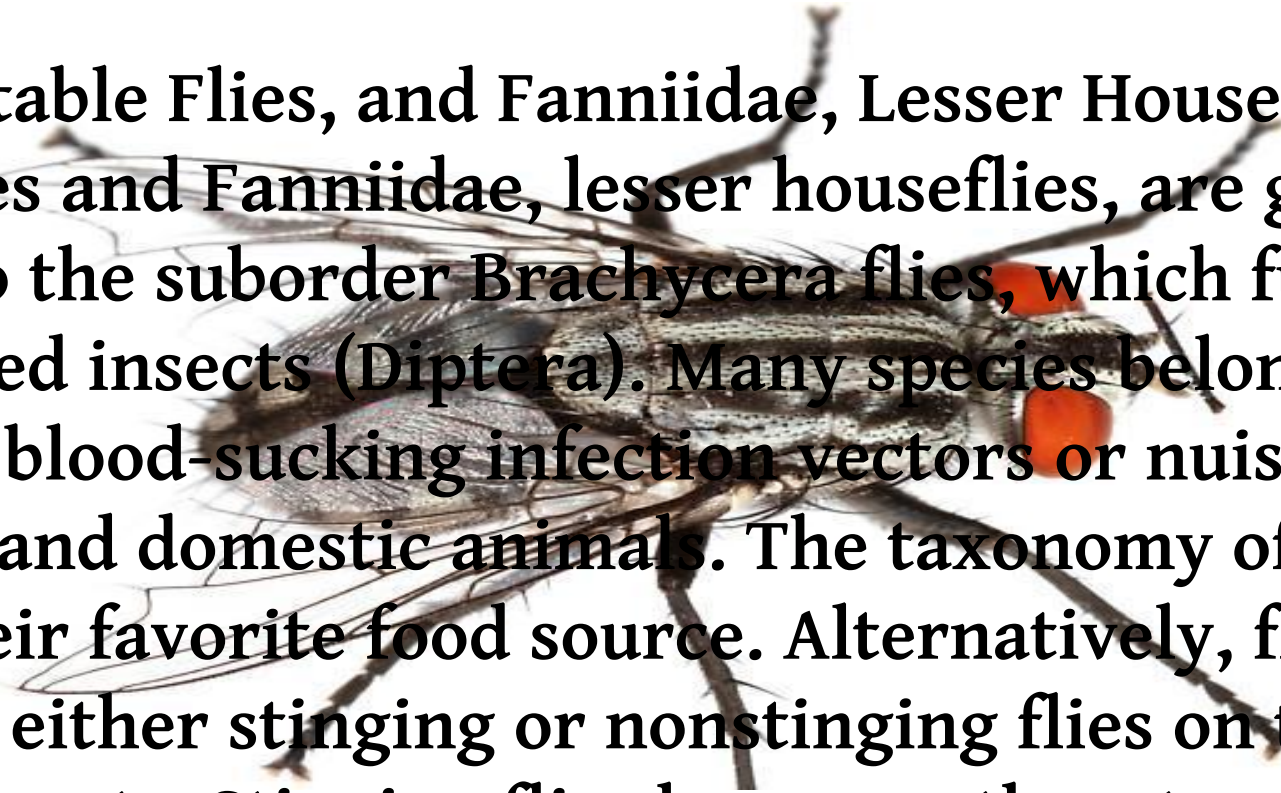 table Flies, and Fanniidae, Lesser House
es and Fanniidae, lesser houseflies, are g
o the suborder Brachycera flies, which f
ed insects (Diptera). Many species belon
blood-sucking infection vectors or nuis
and domestic animals. The taxonomy of
eir favorite food source. Alternatively, f
either stinging or nonstinging flies on t